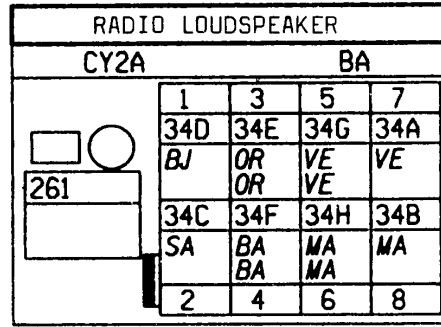 RADIO LOUDSPEAKER
CY2A BA
1 3 5 7
34D 34E 34G 34A
BJ OR VE VE
OR VE
261
34C 34F 34H 34B
SA BA MA MA
BA MA
2 4 6 8